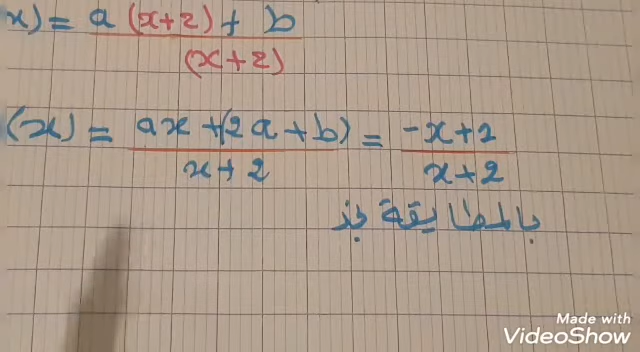 x) = a(x+2) + b
(x+2)
(x) = ax+(2a+b) = -x+2
x+2 x+2
بالمطابقة نجد
Made with
VideoShow